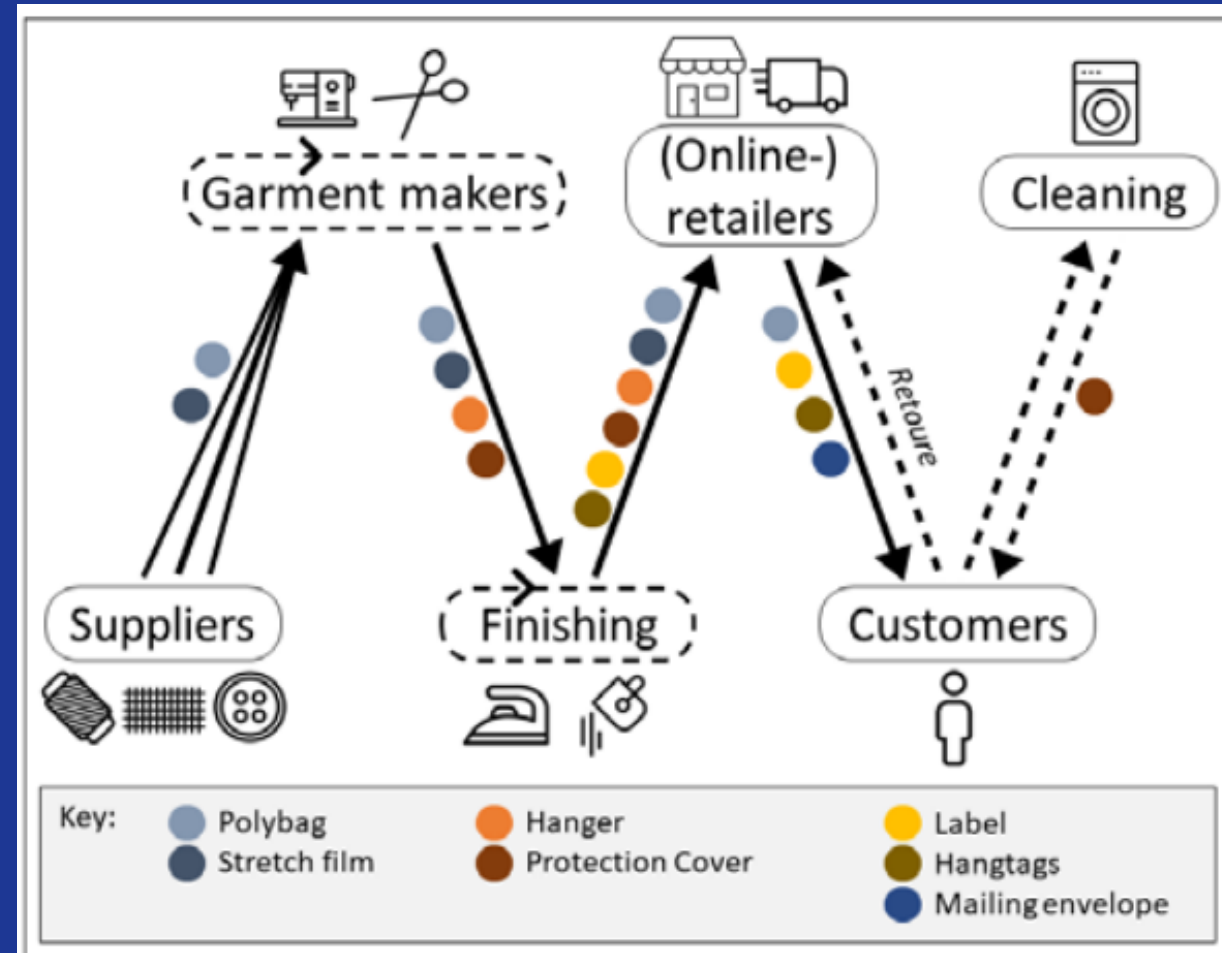 Garment makers
(Online-)
retailers
Cleaning
Retoure
Suppliers
Finishing
Customers
Key:
Polybag
Stretch film
Hanger
Protection Cover
Label
Hangtags
Mailing envelope